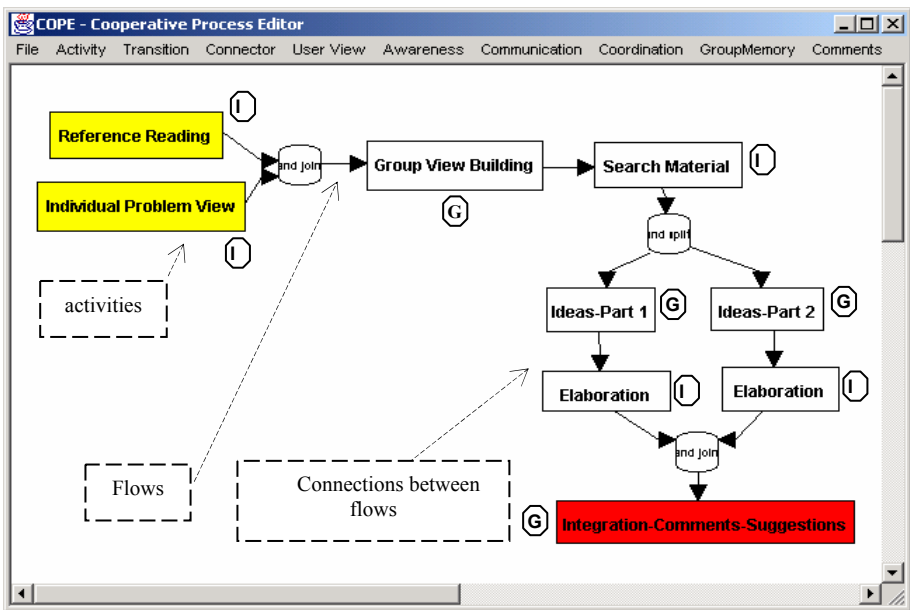 COPE - Cooperative Process Editor
File Activity Transition Connector User View Awareness Communication Coordination GroupMemory Comments
I
Reference Reading
and join
Group View Building
Search Material
I
Individual Problem View
G
I
and split
activities
Ideas-Part 1
G
Ideas-Part 2
G
Elaboration
I
Elaboration
I
and join
Flows
Connections between
flows
G
Integration-Comments-Suggestions